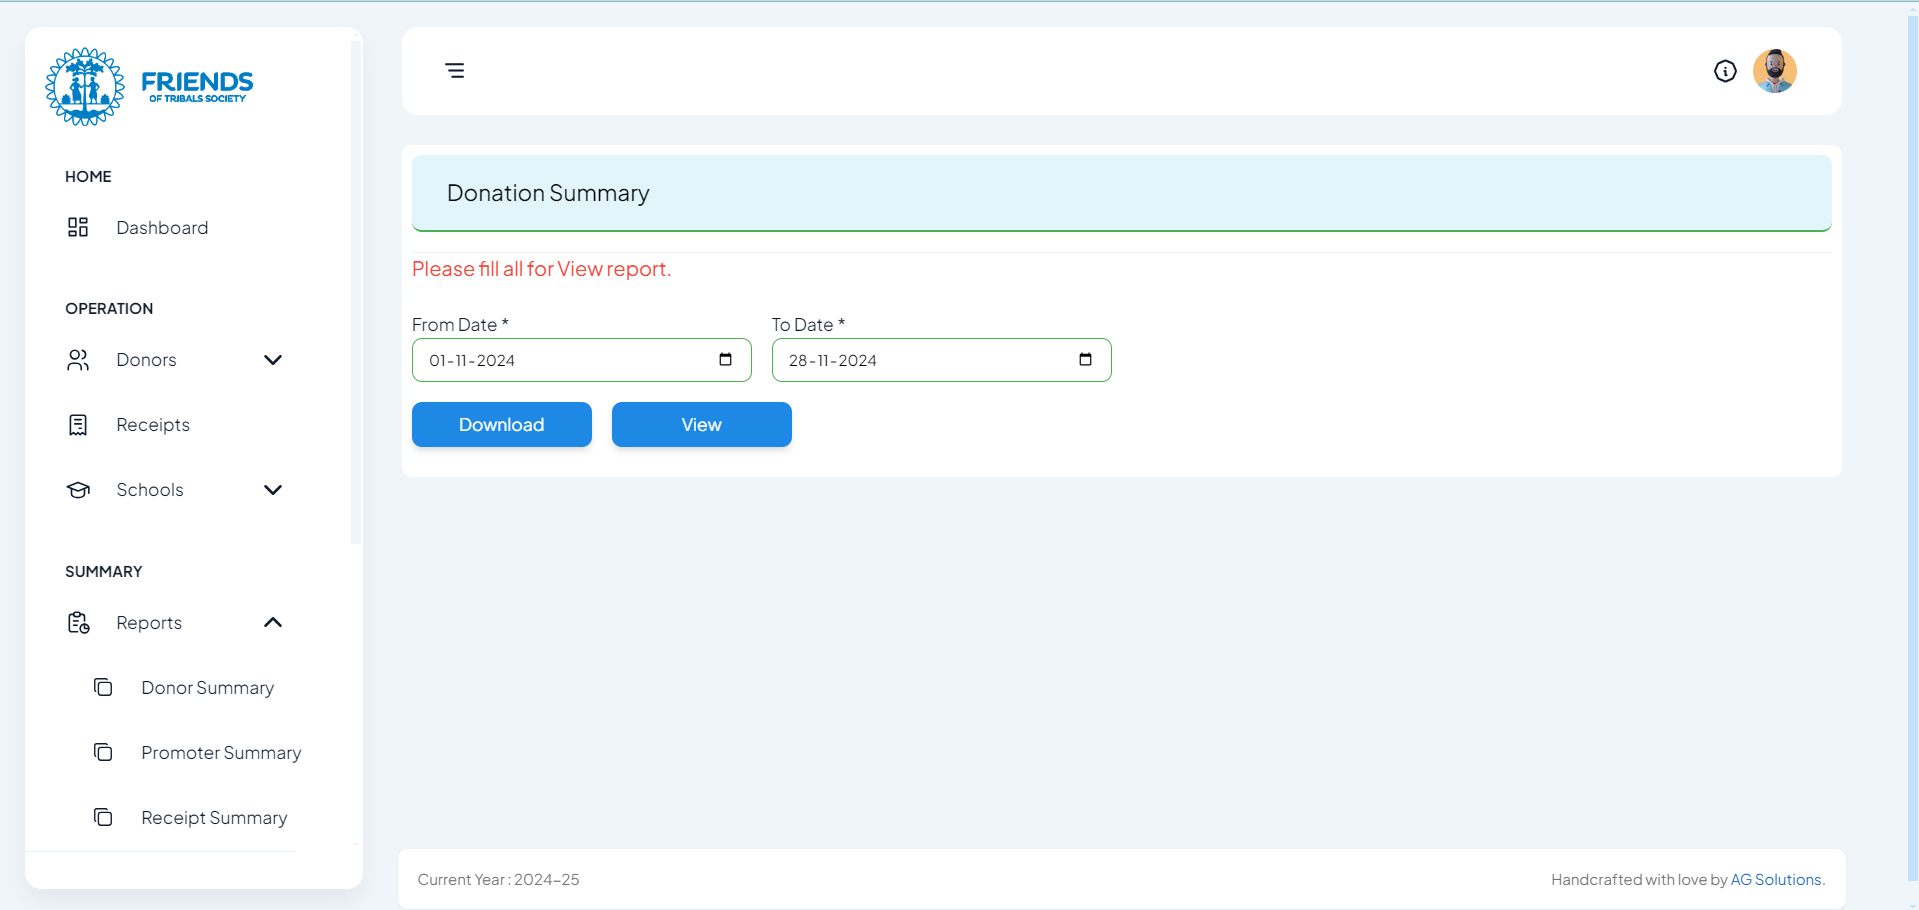 FRIENDS
OF TRIBALS SOCIETY
HOME
Dashboard
OPERATION
Donors
Receipts
Schools
SUMMARY
Reports
Donor Summary
Promoter Summary
Receipt Summary
Donation Summary
Please fill all for View report.
From Date *
To Date *
01-11-2024
28-11-2024
Download
View
Current Year : 2024-25
Handcrafted with love by AG Solutions.